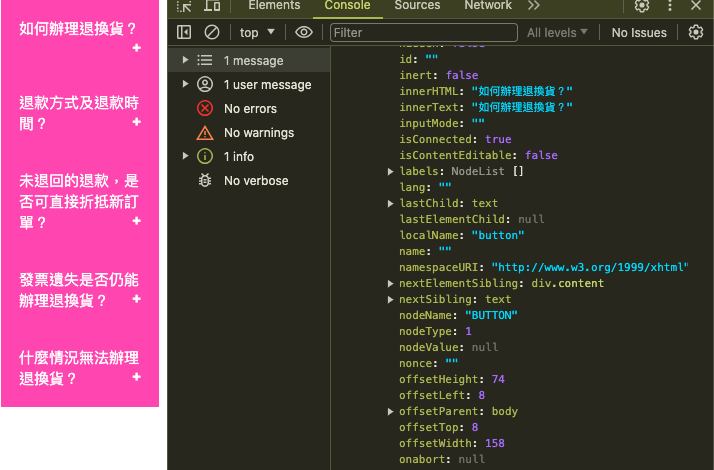 如何辦理退換貨？
+
退款方式及退款時
間？
+
未退回的退款，是
否可直接折抵新訂
單？
+
發票遺失是否仍能
辦理退換貨？
+
什麼情況無法辦理
退換貨？
+
Elements Console Sources Network
top Filter All levels No Issues
1 message
1 user message
No errors
No warnings
1 info
No verbose
id: ""
inert: false
innerHTML: "如何辦理退換貨？"
innerText: "如何辦理退換貨？"
inputMode: ""
isConnected: true
isContentEditable: false
labels: NodeList []
lang: ""
lastChild: text
lastElementChild: null
localName: "button"
name: ""
namespaceURI: "http://www.w3.org/1999/xhtml"
nextElementSibling: div.content
nextSibling: text
nodeName: "BUTTON"
nodeType: 1
nodeValue: null
nonce: ""
offsetHeight: 74
offsetLeft: 8
offsetParent: body
offsetTop: 8
offsetWidth: 158
onabort: null